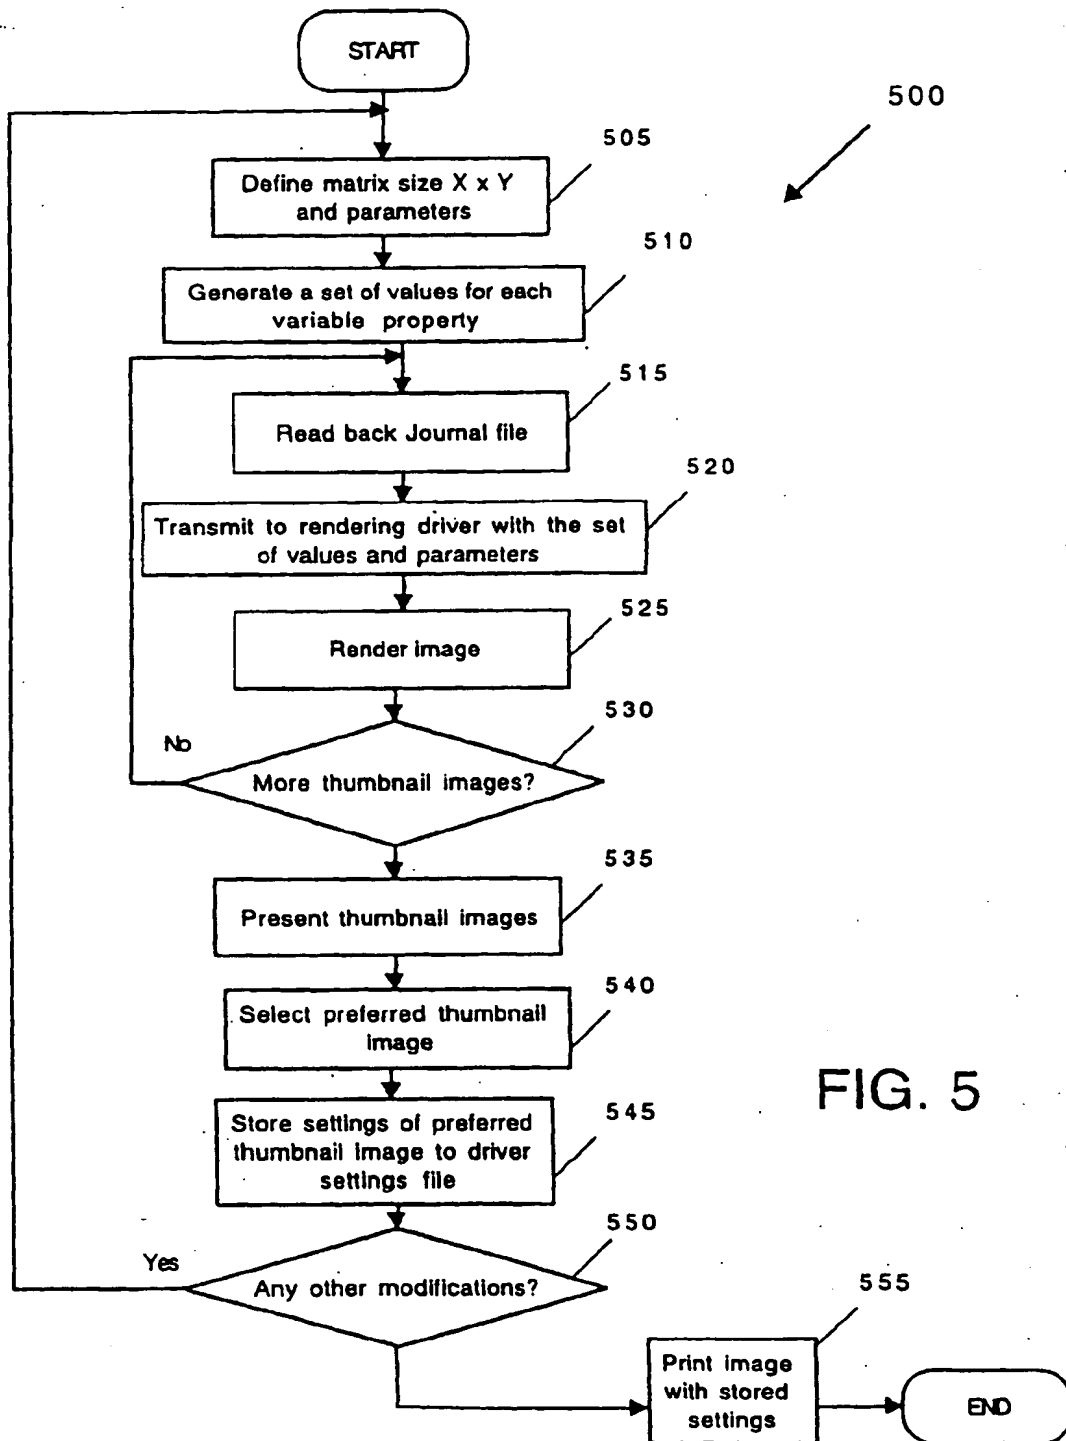 START
500
505
Define matrix size X x Y
and parameters
510
Generate a set of values for each
variable property
515
Read back Journal file
520
Transmit to rendering driver with the set
of values and parameters
525
Render image
530
No
More thumbnail images?
535
Present thumbnail images
540
Select preferred thumbnail
image
FIG. 5
545
Store settings of preferred
thumbnail image to driver
settings file
550
Yes
Any other modifications?
555
Print image
with stored
settings
END